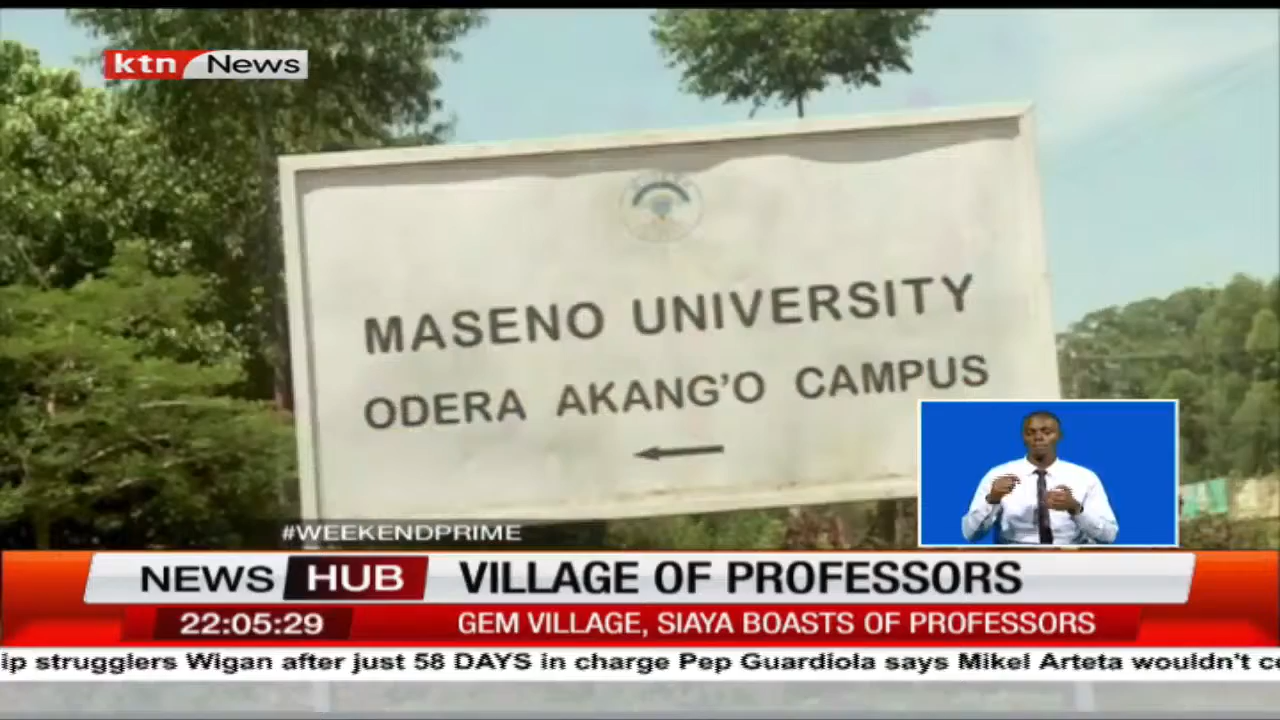 ktn News
MASENO UNIVERSITY
ODERA AKANG'O CAMPUS
#WEEKENDPRIME
NEWS HUB
VILLAGE OF PROFESSORS
22:05:29
GEM VILLAGE, SIAYA BOASTS OF PROFESSORS
strugglers Wigan after just 58 DAYS in charge Pep Guardiola says Mikel Arteta wouldn't